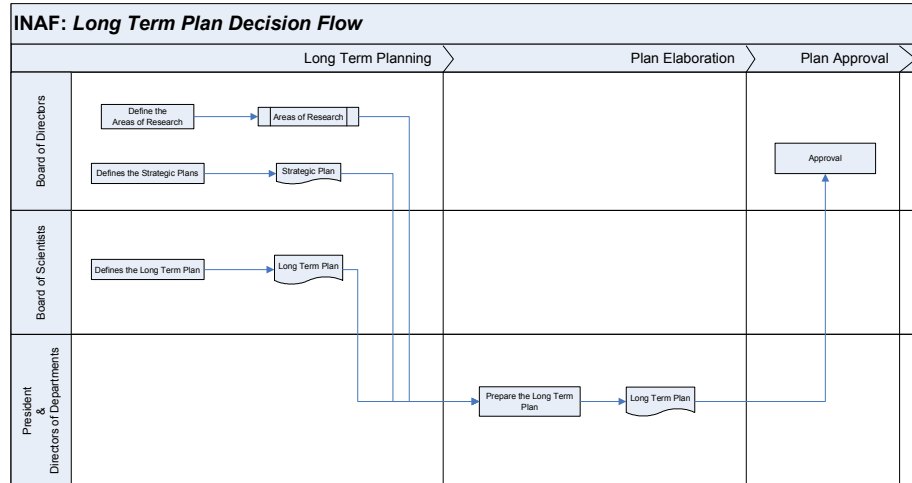 INAF: Long Term Plan Decision Flow
Long Term Planning
Plan Elaboration
Plan Approval
Board of Directors
Define the
Areas of Research
Areas of Research
Approval
Defines the Strategic Plans
Strategic Plan
Board of Scientists
Defines the Long Term Plan
Long Term Plan
President
&
Directors of Departments
Prepare the Long Term
Plan
Long Term Plan